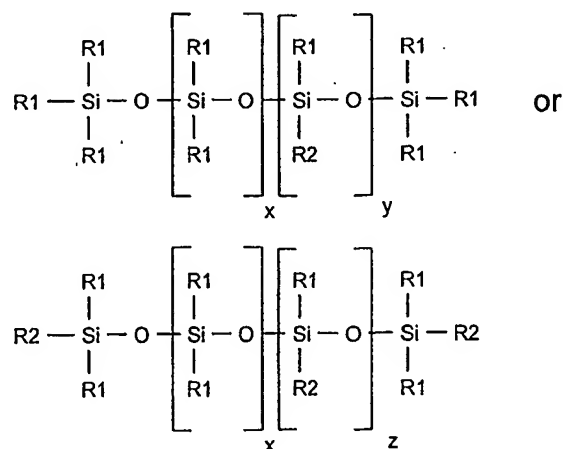 R1 R1 R1 R1
R1 Si O Si O Si O Si R1 or
R1 R1 R2 R1
x y
R1 R1 R1 R1
R2 Si O Si O Si O Si R2
R1 R1 R2 R1
x z